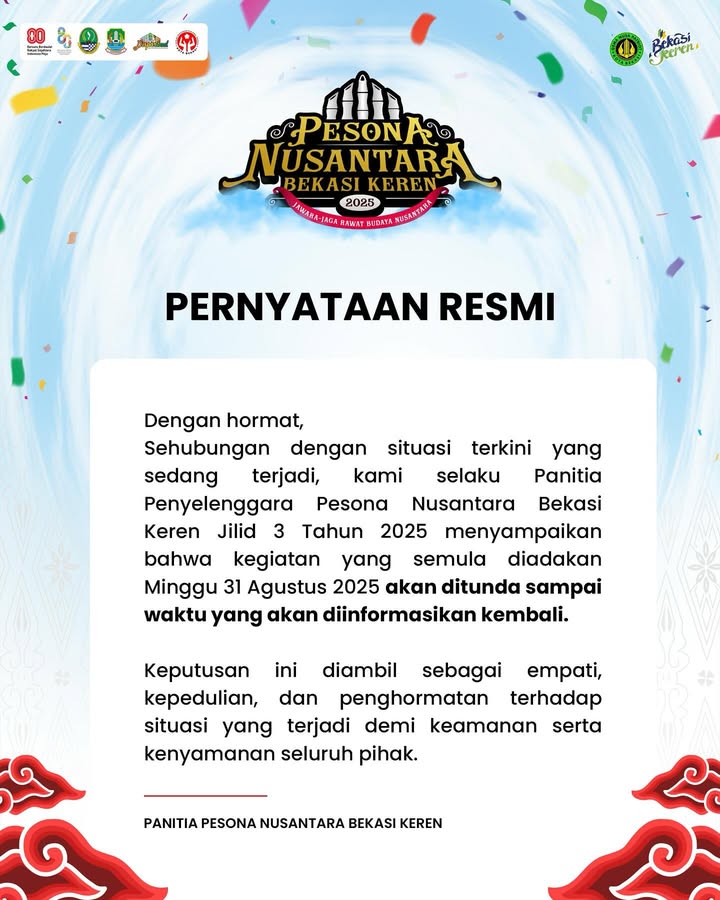 Bekasi
Keren
PESONA
NUSANTARA
BEKASI KEREN
2025
JAWARA-JAGA RAWAT BUDAYA NUSANTARA
PERNYATAAN RESMI
Dengan hormat,
Sehubungan dengan situasi terkini yang
sedang terjadi, kami selaku Panitia
Penyelenggara Pesona Nusantara Bekasi
Keren Jilid 3 Tahun 2025 menyampaikan
bahwa kegiatan yang semula diadakan
Minggu 31 Agustus 2025 akan ditunda sampai
waktu yang akan diinformasikan kembali.
Keputusan ini diambil sebagai empati,
kepedulian, dan penghormatan terhadap
situasi yang terjadi demi keamanan serta
kenyamanan seluruh pihak.
PANITIA PESONA NUSANTARA BEKASI KEREN